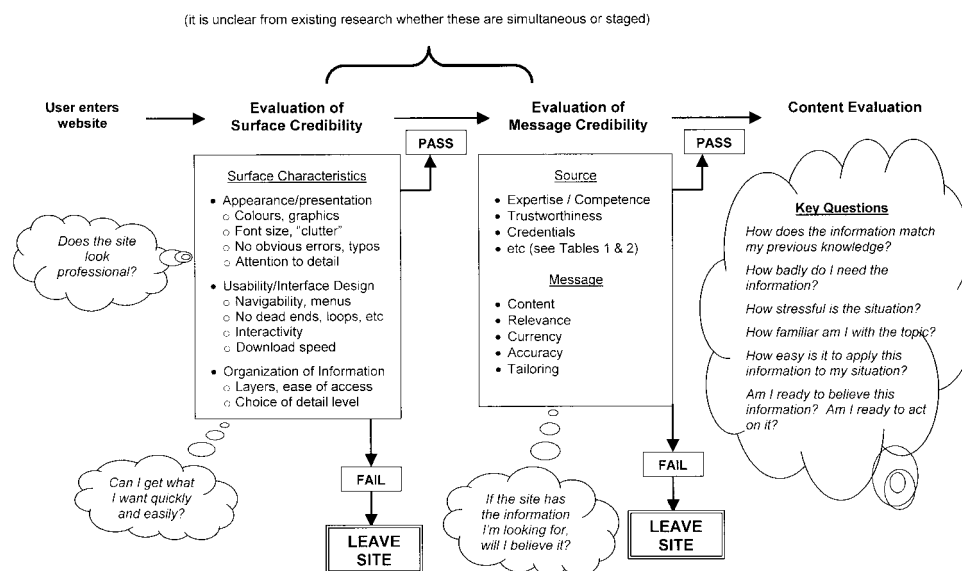 (it is unclear from existing research whether these are simultaneous or staged)
User enters
website
Evaluation of
Surface Credibility
Evaluation of
Message Credibility
Content Evaluation
PASS
PASS
Surface Characteristics
• Appearance/presentation
○ Colours, graphics
○ Font size, "clutter"
○ No obvious errors, typos
○ Attention to detail
• Usability/Interface Design
○ Navigability, menus
○ No dead ends, loops, etc
○ Interactivity
○ Download speed
• Organization of Information
○ Layers, ease of access
○ Choice of detail level
Does the site
look
professional?
Can I get what
I want quickly
and easily?
FAIL
LEAVE
SITE
Source
• Expertise / Competence
• Trustworthiness
• Credentials
• etc (see Tables 1 & 2)
Message
• Content
• Relevance
• Currency
• Accuracy
• Tailoring
If the site has
the information
I'm looking for,
will I believe it?
FAIL
LEAVE
SITE
Key Questions
How does the information match
my previous knowledge?
How badly do I need the
information?
How stressful is the situation?
How familiar am I with the topic?
How easy is it to apply this
information to my situation?
Am I ready to believe this
information? Am I ready to act
on it?